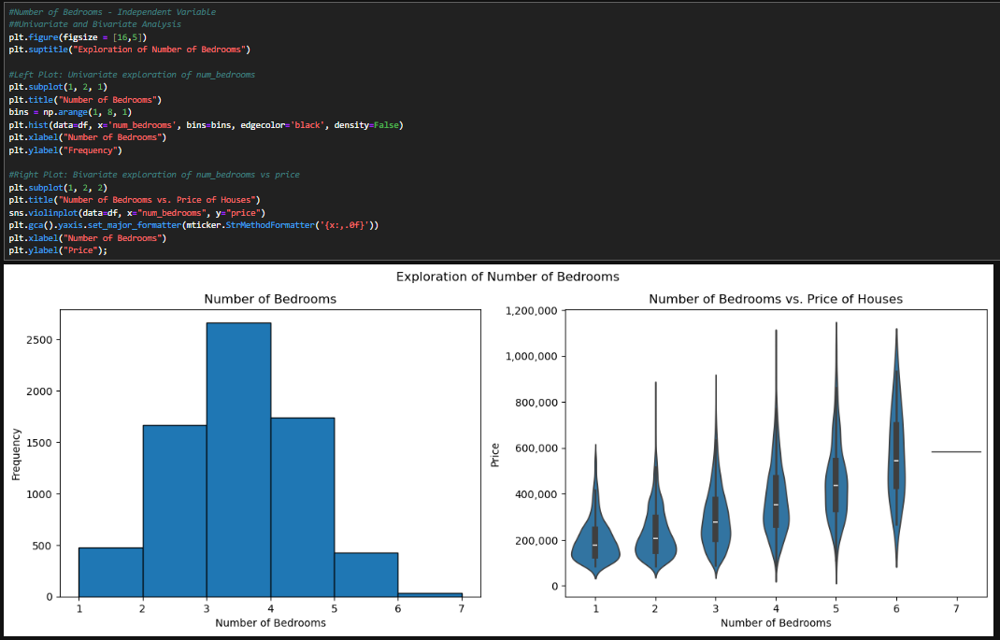 #Number of Bedrooms - Independent Variable
##Univariate and Bivariate Analysis
plt.figure(figsize = [16,5])
plt.suptitle("Exploration of Number of Bedrooms")
#Left Plot: Univariate exploration of num_bedrooms
plt.subplot(1, 2, 1)
plt.title("Number of Bedrooms")
bins = np.arange(1, 8, 1)
plt.hist(data=df, x='num_bedrooms', bins=bins, edgecolor='black', density=False)
plt.xlabel("Number of Bedrooms")
plt.ylabel("Frequency")
#Right Plot: Bivariate exploration of num_bedrooms vs price
plt.subplot(1, 2, 2)
plt.title("Number of Bedrooms vs. Price of Houses")
sns.violinplot(data=df, x="num_bedrooms", y="price")
plt.gca().yaxis.set_major_formatter(mticker.StrMethodFormatter('{x:,.0f}'))
plt.xlabel("Number of Bedrooms")
plt.ylabel("Price");
Exploration of Number of Bedrooms
Number of Bedrooms
2500
2000
1500
1000
500
0
Frequency
1 2 3 4 5 6 7
Number of Bedrooms
Number of Bedrooms vs. Price of Houses
1,200,000
1,000,000
800,000
600,000
400,000
200,000
0
Price
1 2 3 4 5 6 7
Number of Bedrooms